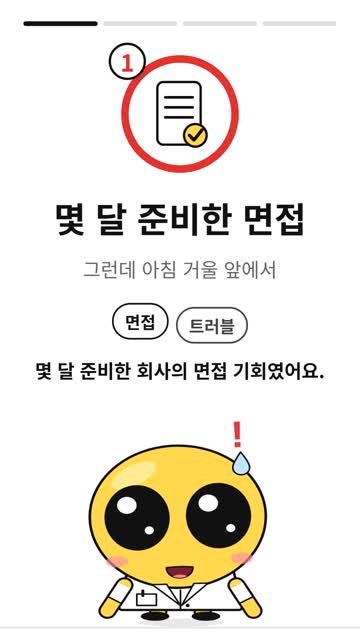 1
몇 달 준비한 면접
그런데 아침 거울 앞에서
면접 트러블
몇 달 준비한 회사의 면접 기회였어요.
!